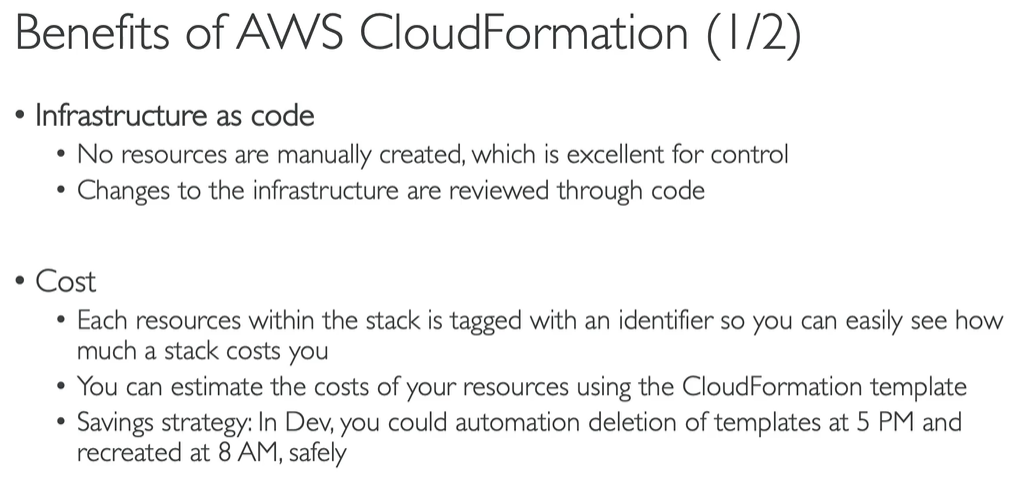 Benefits of AWS CloudFormation (1/2)
• Infrastructure as code
• No resources are manually created, which is excellent for control
• Changes to the infrastructure are reviewed through code
• Cost
• Each resources within the stack is tagged with an identifier so you can easily see how
much a stack costs you
• You can estimate the costs of your resources using the CloudFormation template
• Savings strategy: In Dev, you could automation deletion of templates at 5 PM and
recreated at 8 AM, safely